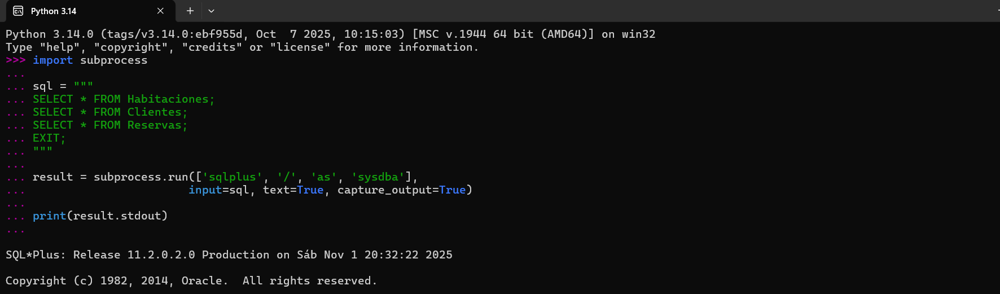 Python 3.14
Python 3.14.0 (tags/v3.14.0:ebf955d, Oct  7 2025, 10:15:03) [MSC v.1944 64 bit (AMD64)] on win32
Type "help", "copyright", "credits" or "license" for more information.
>>> import subprocess
...
... sql = """
... SELECT * FROM Habitaciones;
... SELECT * FROM Clientes;
... SELECT * FROM Reservas;
... EXIT;
... """
...
... result = subprocess.run(['sqlplus', '/', 'as', 'sysdba'],
...                        input=sql, text=True, capture_output=True)
...
... print(result.stdout)
...
SQL*Plus: Release 11.2.0.2.0 Production on Sáb Nov 1 20:32:22 2025
Copyright (c) 1982, 2014, Oracle.  All rights reserved.